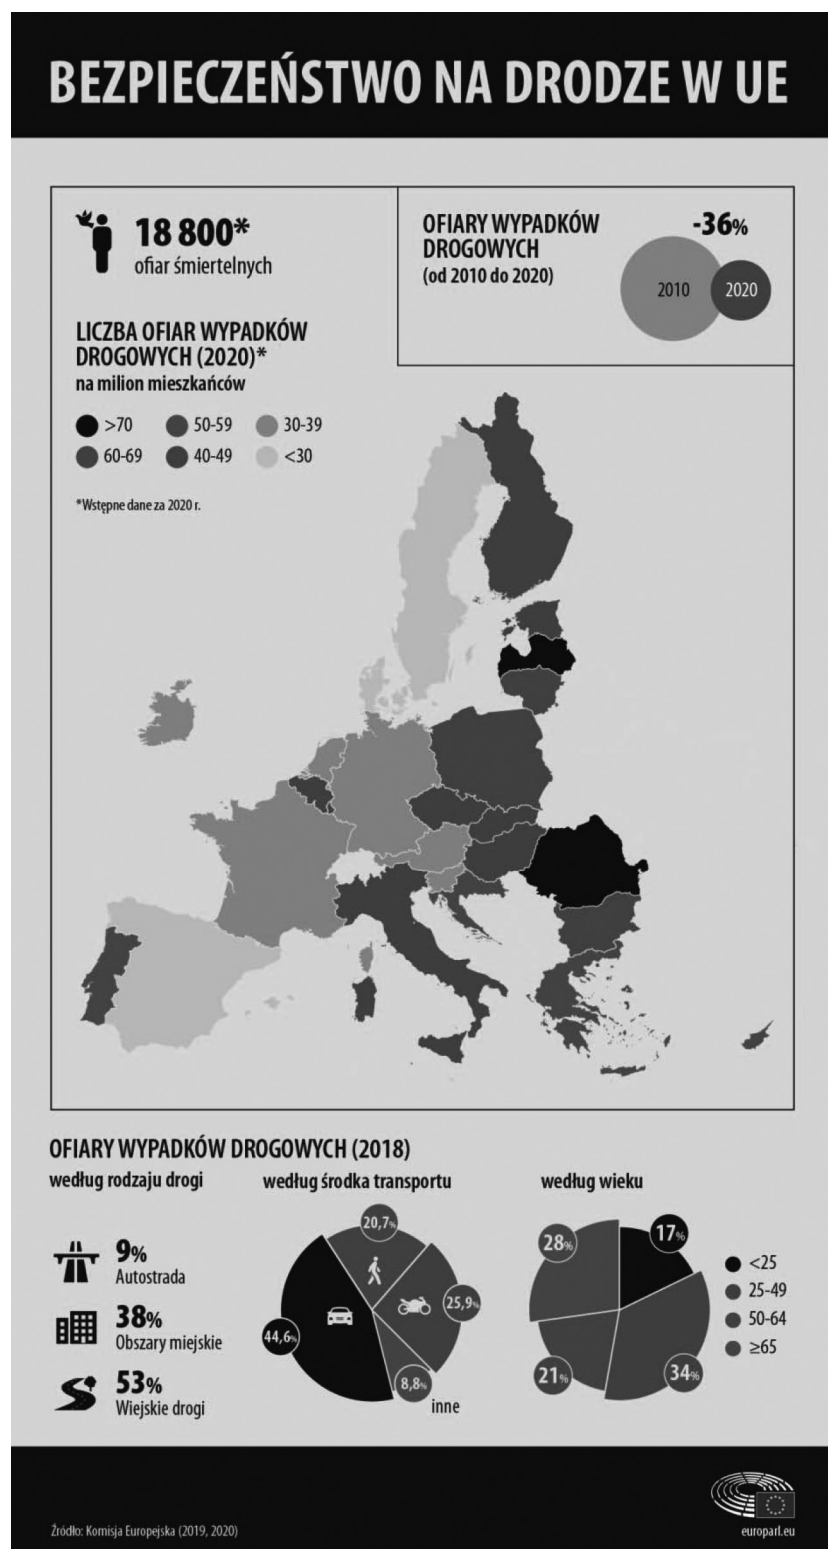 BEZPIECZEŃSTWO NA DRODZE W UE
18 800*
ofiar śmiertelnych
OFIARY WYPADKÓW
DROGOWYCH
(od 2010 do 2020)
-36%
2010
2020
LICZBA OFIAR WYPADKÓW
DROGOWYCH (2020)*
na milion mieszkańców
>70
50-59
30-39
60-69
40-49
<30
*Wstępne dane za 2020 r.
OFIARY WYPADKÓW DROGOWYCH (2018)
według rodzaju drogi
9%
Autostrada
38%
Obszary miejskie
53%
Wiejskie drogi
według środka transportu
20,7%
25,9%
44,6%
8,8%
inne
według wieku
28%
17%
21%
34%
<25
25-49
50-64
≥65
Źródło: Komisja Europejska (2019, 2020)
europarl.eu